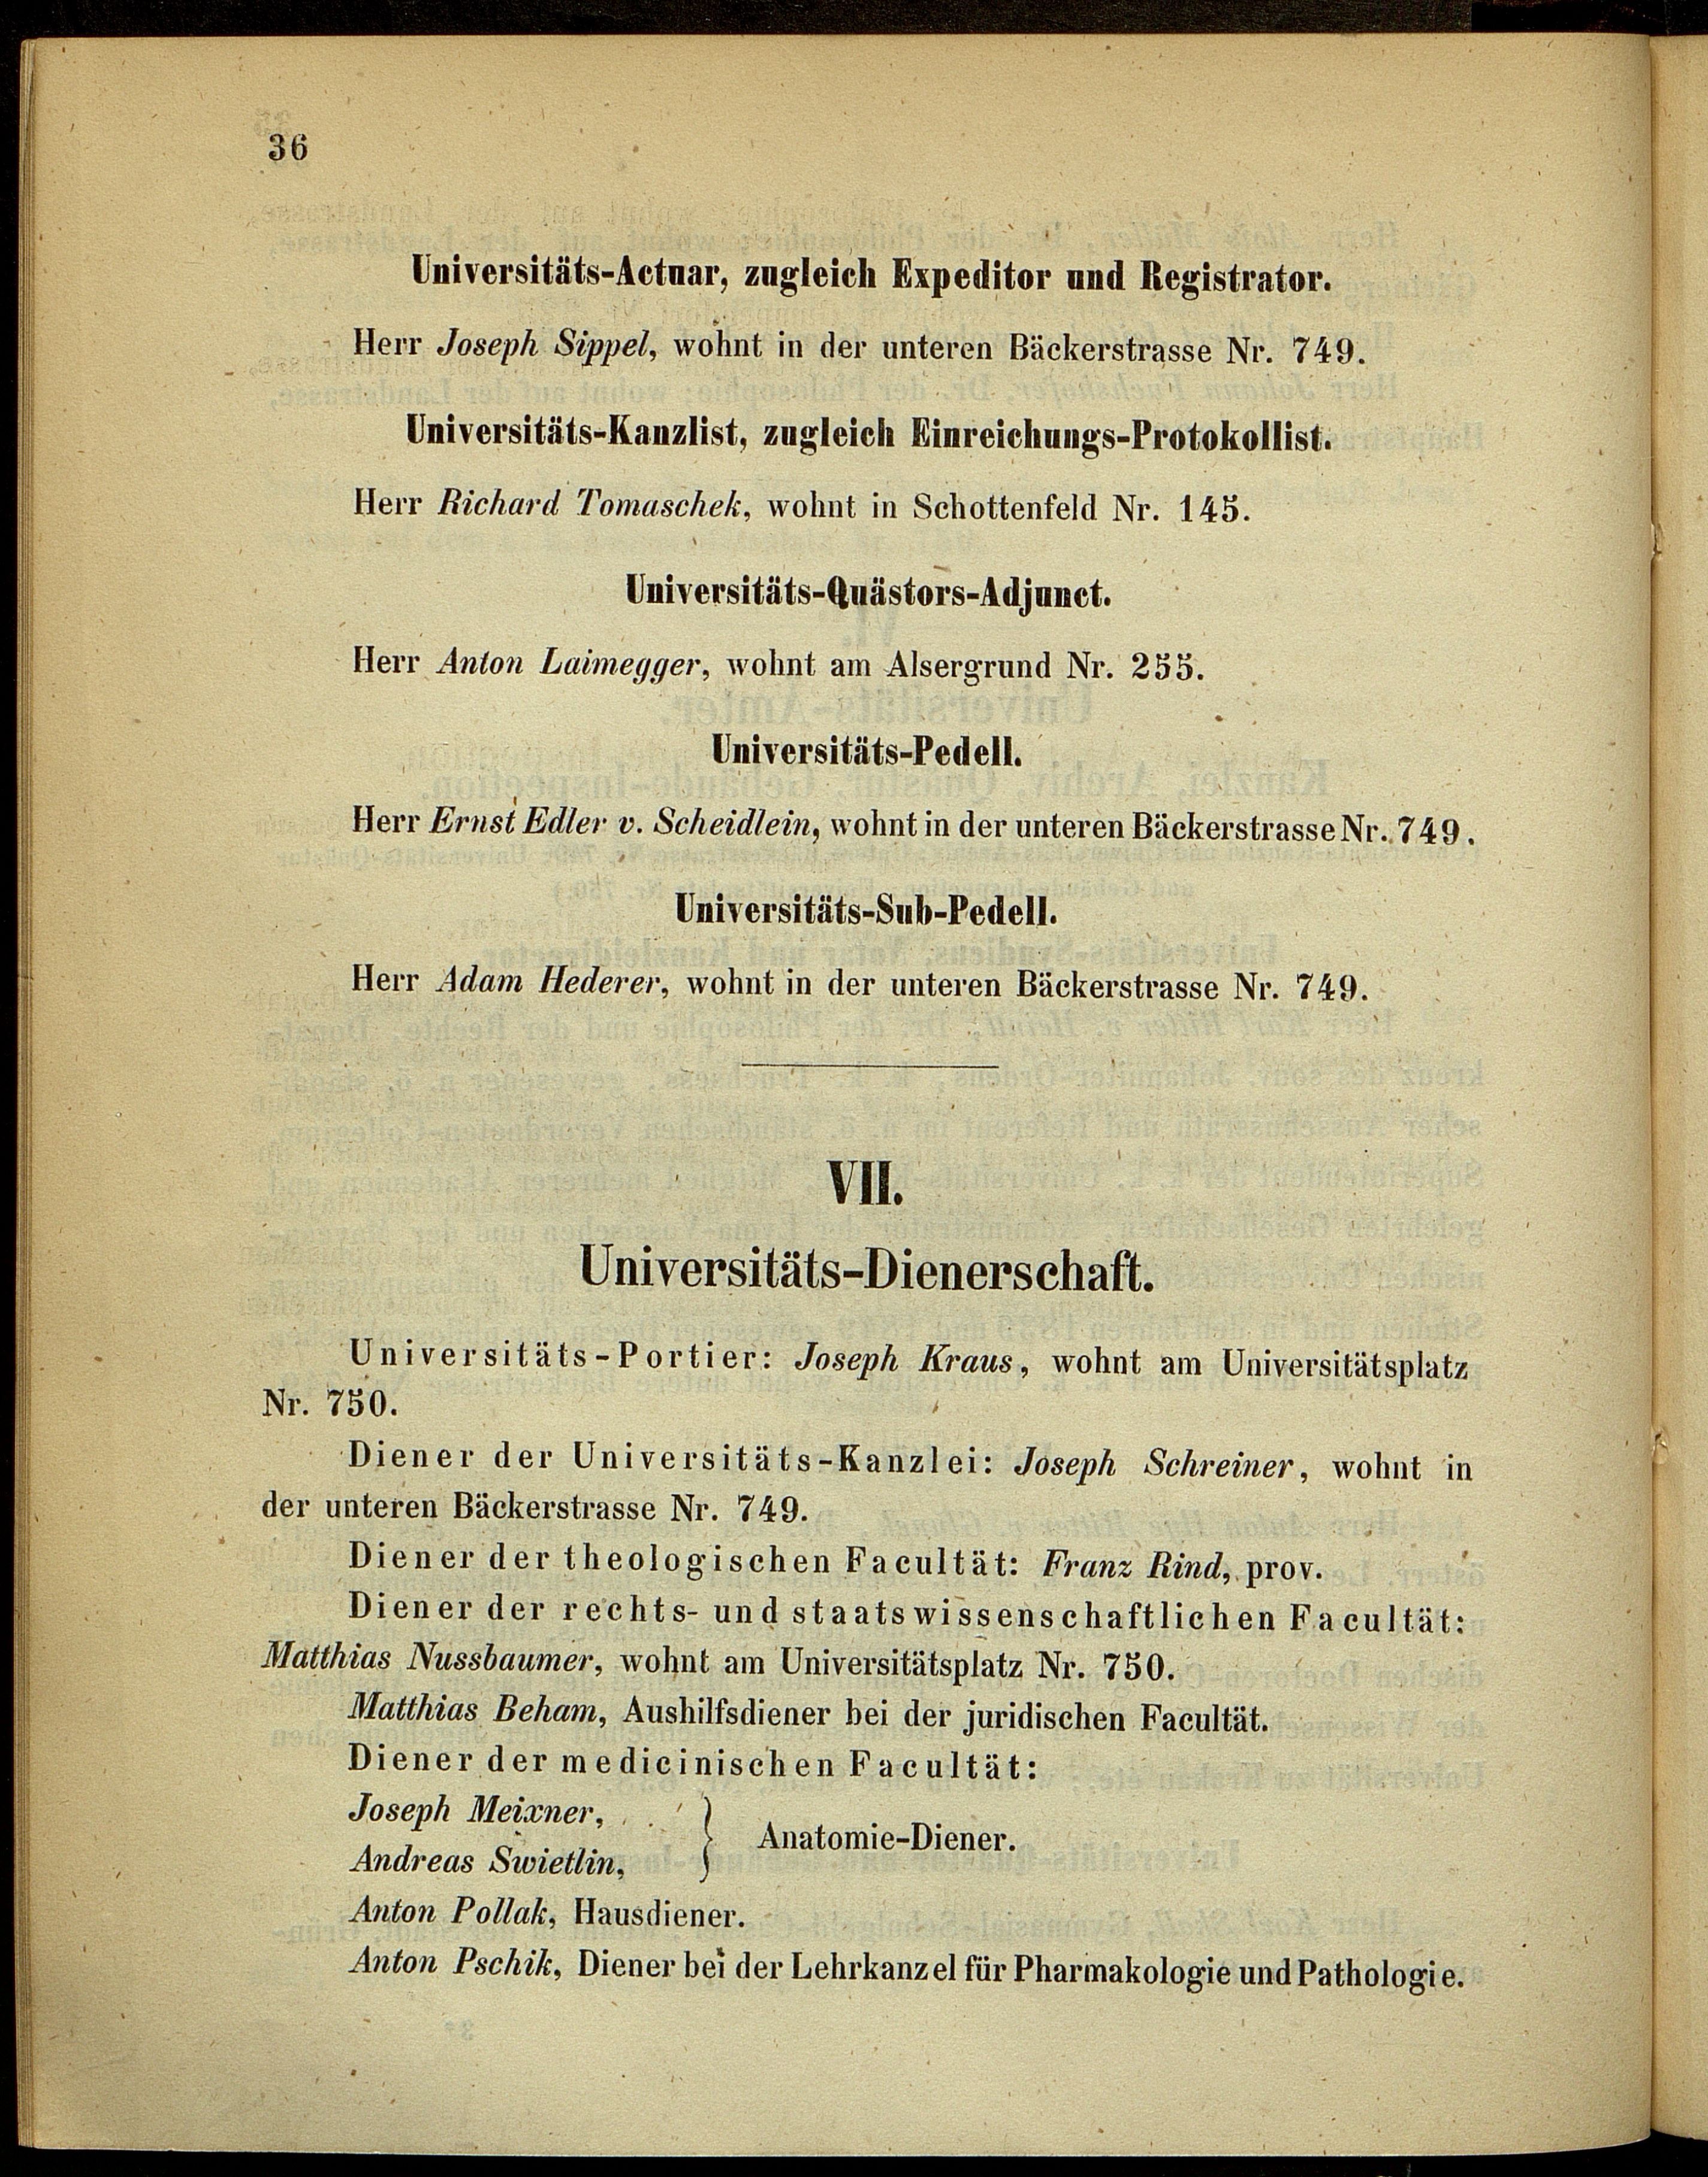 36
Universitäts-Actuar, zugleich Expeditor und Registrator.
Herr Joseph Sippel, wohnt in der unteren Bäckerstrasse Nr. 749.
Universitäts-Kanzlist, zugleich Einreichungs-Protokollist.
Herr Richard Tomaschek, wohnt in Schottenfeld Nr. 145.
Universitäts-Quästors-Adjunct.
Herr Anton Laimegger, wohnt am Alsergrund Nr. 255.
Universitäts-Pedell.
Herr Ernst Edler v. Scheidlein, wohnt in der unteren Bäckerstrasse Nr. 749.
Universitäts-Sub-Pedell.
Herr Adam Hederer, wohnt in der unteren Bäckerstrasse Nr. 749.
VII.
Universitäts-Dienerschaft.
Universitäts-Portier: Joseph Kraus, wohnt am Universitätsplatz
Nr. 750.
Diener der Universitäts-Kanzlei: Joseph Schreiner, wohnt in
der unteren Bäckerstrasse Nr. 749.
Diener der theologischen Facultät: Franz Rind, prov.
Diener der rechts- und staatswissenschaftlichen Facultät:
Matthias Nussbaumer, wohnt am Universitätsplatz Nr. 750.
Matthias Beham, Aushilfsdiener bei der juridischen Facultät.
Diener der medicinischen Facultät:
Joseph Meixner,
Andreas Swietlin, } Anatomie-Diener.
Anton Pollak, Hausdiener.
Anton Pschik, Diener bei der Lehrkanzel für Pharmakologie und Pathologie.